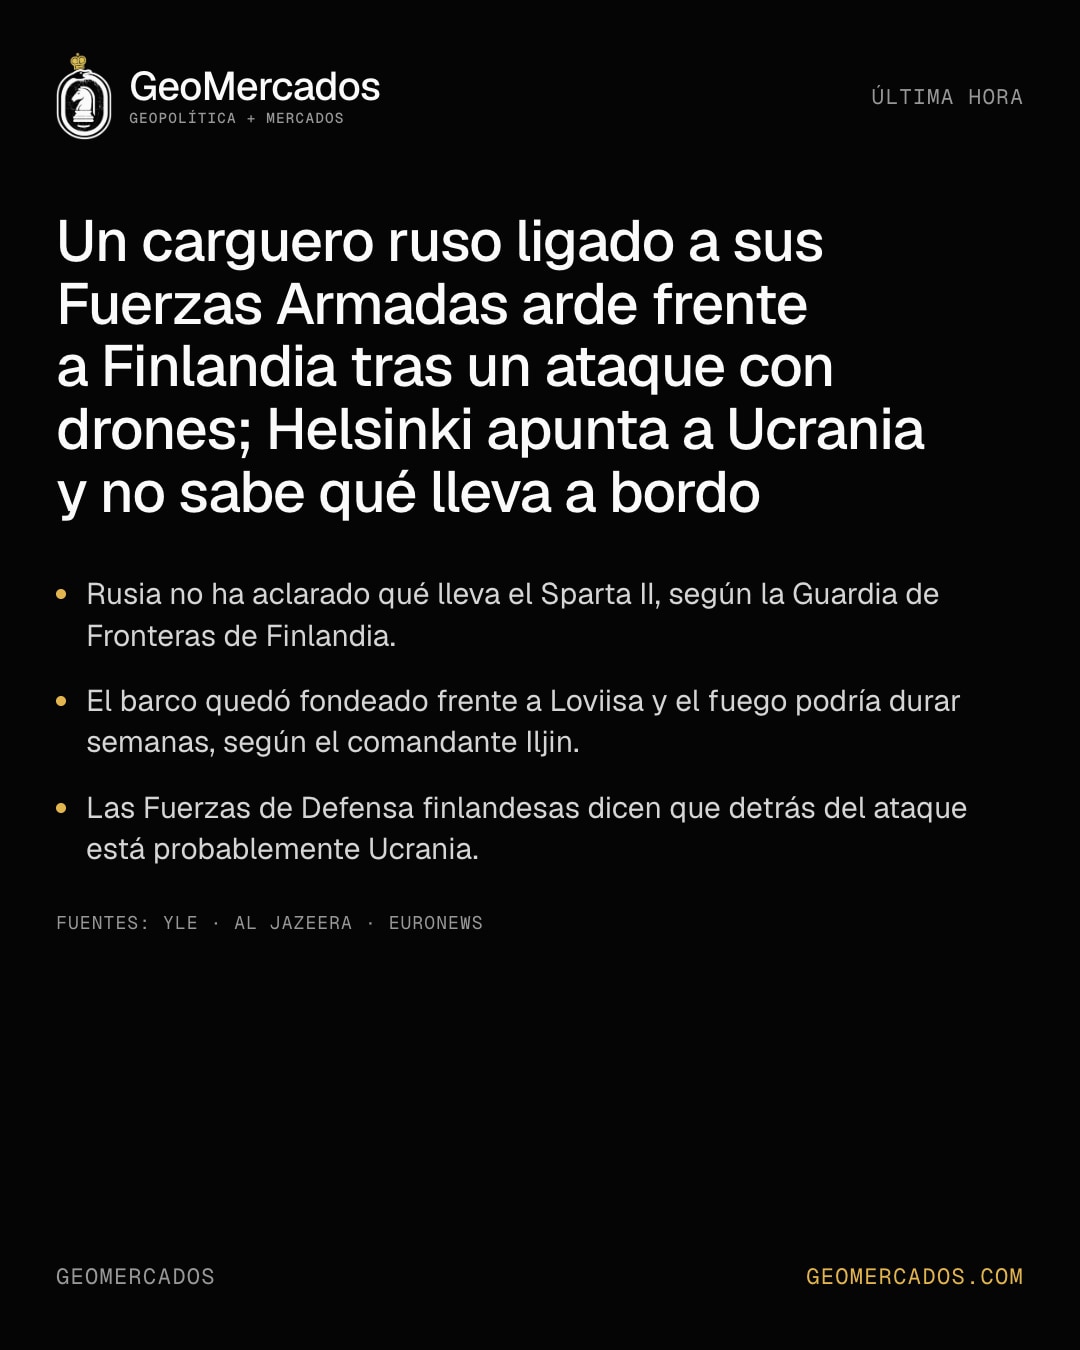 GeoMercados
GEOPOLÍTICA + MERCADOS
ÚLTIMA HORA
Un carguero ruso ligado a sus
Fuerzas Armadas arde frente
a Finlandia tras un ataque con
drones; Helsinki apunta a Ucrania
y no sabe qué lleva a bordo
• Rusia no ha aclarado qué lleva el Sparta II, según la Guardia de
Fronteras de Finlandia.
• El barco quedó fondeado frente a Loviisa y el fuego podría durar
semanas, según el comandante Iljin.
• Las Fuerzas de Defensa finlandesas dicen que detrás del ataque
está probablemente Ucrania.
FUENTES: YLE · AL JAZEERA · EURONEWS
GEOMERCADOS
GEOMERCADOS.COM